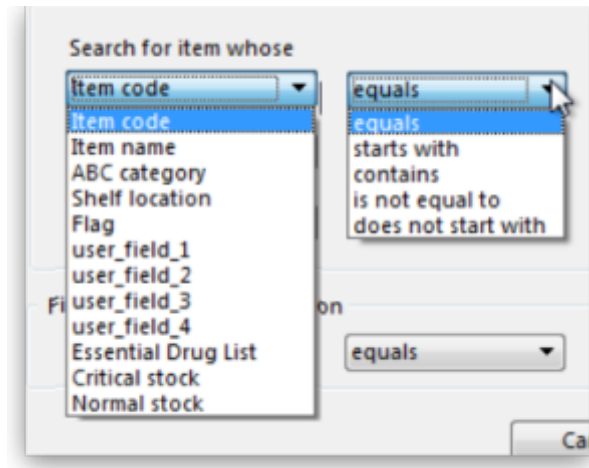 Search for item whose
Item code
equals
Item code
Item name
ABC category
Shelf location
Flag
user_field_1
user_field_2
user_field_3
user_field_4
Essential Drug List
Critical stock
Normal stock
equals
starts with
contains
is not equal to
does not start with
Fi
on
equals
Ca